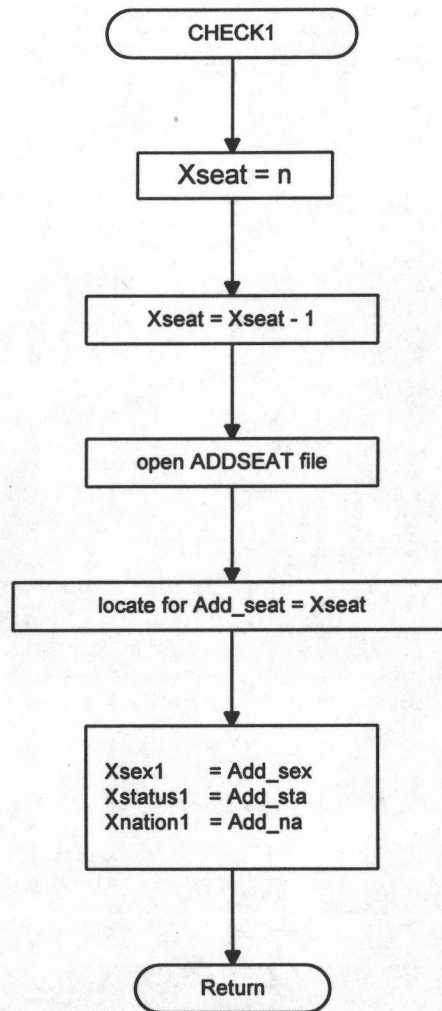 CHECK1
Xseat = n
Xseat = Xseat - 1
open ADDSEAT file
locate for Add_seat = Xseat
Xsex1 = Add_sex
Xstatus1 = Add_sta
Xnation1 = Add_na
Return